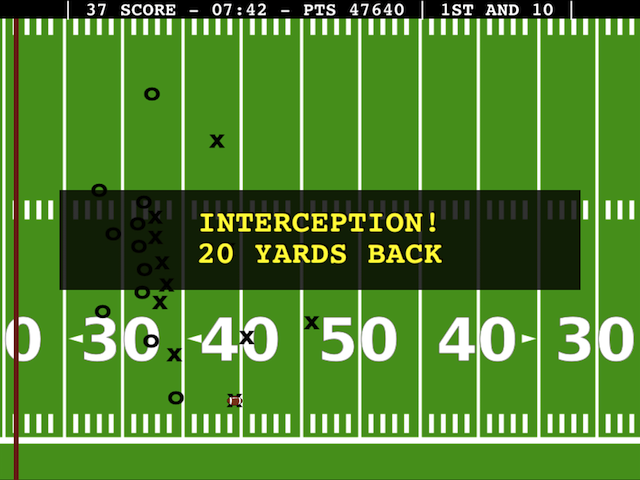 | 37 SCORE - 07:42 - PTS 47640 | 1ST AND 10 |
O
X
O
O
X
O
O
X
O
X
O
X
O
X
INTERCEPTION!
20 YARDS BACK
O
0 30 40 50 40 30
O
X
X
X
O